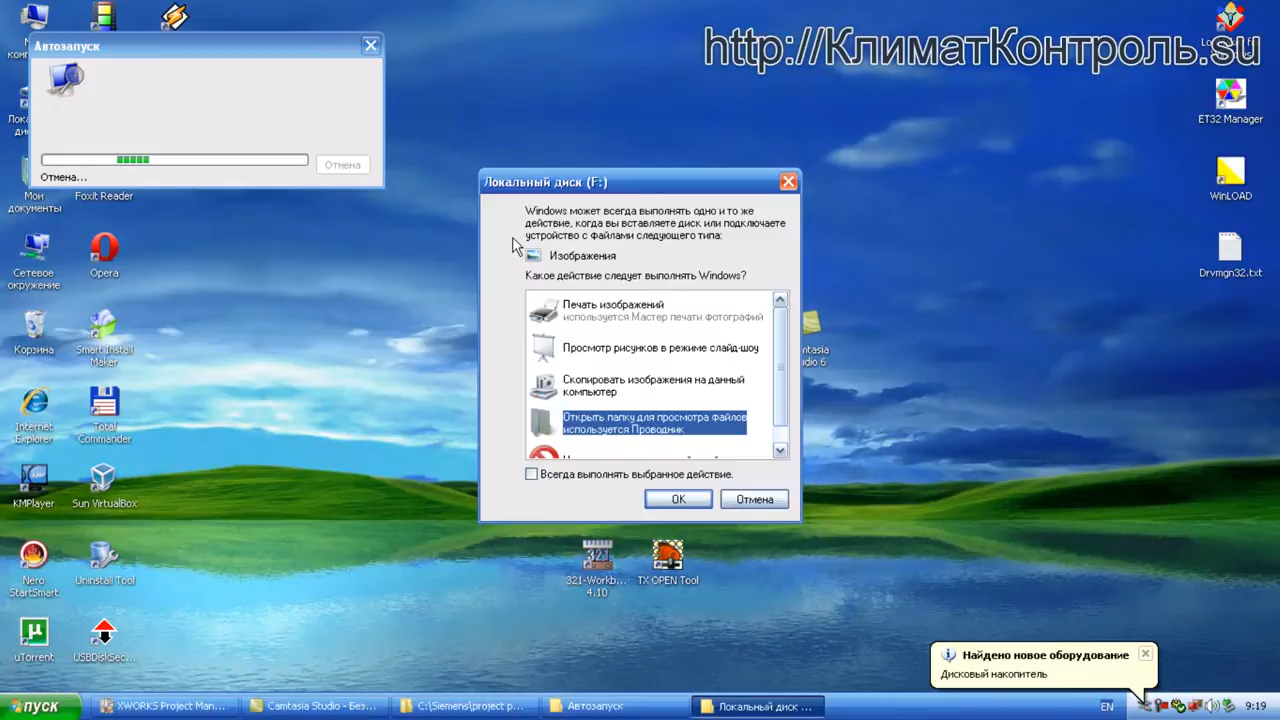 http://КлиматКонтроль.su
Автозапуск
Отмена
Отмена...
Foxit Reader
Мои
документы
Сетевое
окружение
Opera
Корзина
Smart Install
Maker
Internet
Explorer
Total
Commander
KMPlayer
Sun VirtualBox
Nero
StartSmart
Uninstall Tool
uTorrent
USBDiskSec...
Локальный диск (F:)
Windows может всегда выполнять одно и то же
действие, когда вы вставляете диск или подключаете
устройство с файлами следующего типа:
Изображения
Какое действие следует выполнять Windows?
Печать изображений
используется Мастер печати фотографий
Просмотр рисунков в режиме слайд-шоу
Скопировать изображения на данный
компьютер
Открыть папку для просмотра файлов
используется Проводник
Всегда выполнять выбранное действие.
OK
Отмена
321
321-Workb...
4.10
TX OPEN Tool
ET32 Manager
WinLOAD
Drvmgn32.txt
Найдено новое оборудование
Дисковый накопитель
пуск
XWORKS Project Man...
Camtasia Studio - Без...
C:\Siemens\project p...
Автозапуск
Локальный диск ...
EN
9:19